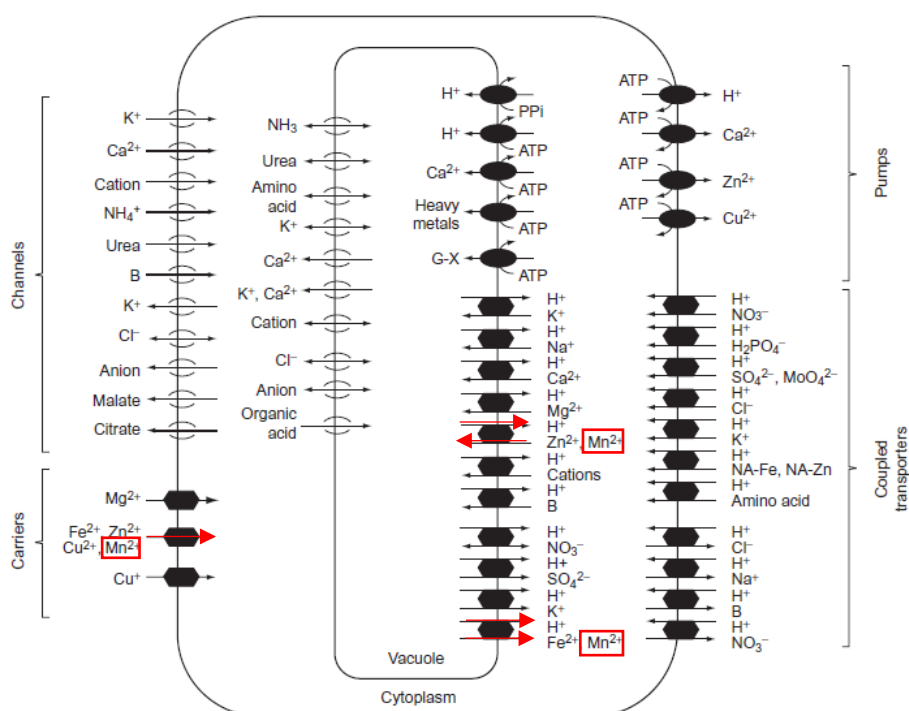 Channels
K⁺
Ca²⁺
Cation
NH₄⁺
Urea
B
K⁺
Cl⁻
Anion
Malate
Citrate
Carriers
Mg²⁺
Fe²⁺, Zn²⁺
Cu²⁺, Mn²⁺
Cu⁺
NH₃
Urea
Amino
acid
K⁺
Ca²⁺
K⁺, Ca²⁺
Cation
Cl⁻
Anion
Organic
acid
H⁺
PPi
H⁺
ATP
Ca²⁺
ATP
Heavy
metals
ATP
G-X
ATP
H⁺
K⁺
H⁺
Na⁺
H⁺
Ca²⁺
H⁺
Mg²⁺
H⁺
Zn²⁺, Mn²⁺
H⁺
Cations
H⁺
B
H⁺
NO₃⁻
H+
SO₄²⁻
H⁺
K⁺
H⁺
Fe²⁺ Mn²⁺
Vacuole
Cytoplasm
ATP
H⁺
ATP
Ca²⁺
ATP
Zn²⁺
ATP
Cu²⁺
Pumps
H⁺
NO₃⁻
H⁺
H₂PO₄⁻
H⁺
SO₄²⁻, MoO₄²⁻
H⁺
Cl⁻
H⁺
K⁺
H⁺
NA-Fe, NA-Zn
H⁺
Amino acid
H⁺
Cl⁻
H⁺
Na⁺
H⁺
B
H⁺
NO₃⁻
Coupled
transporters